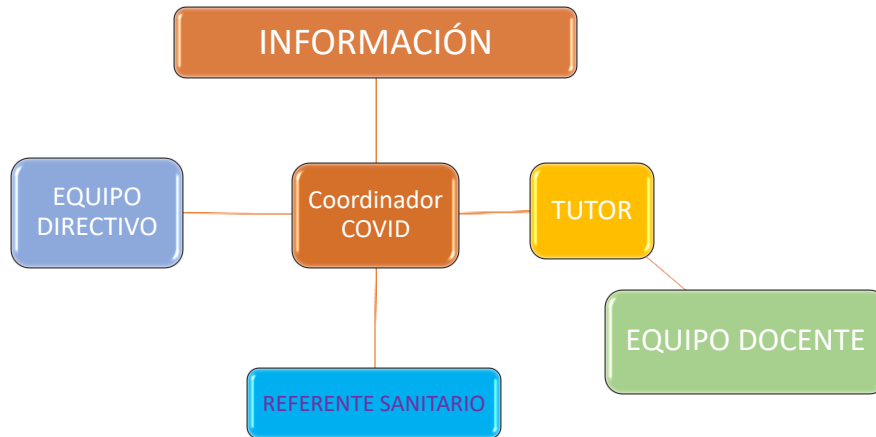 INFORMACIÓN
EQUIPO
DIRECTIVO
Coordinador
COVID
TUTOR
EQUIPO DOCENTE
REFERENTE SANITARIO